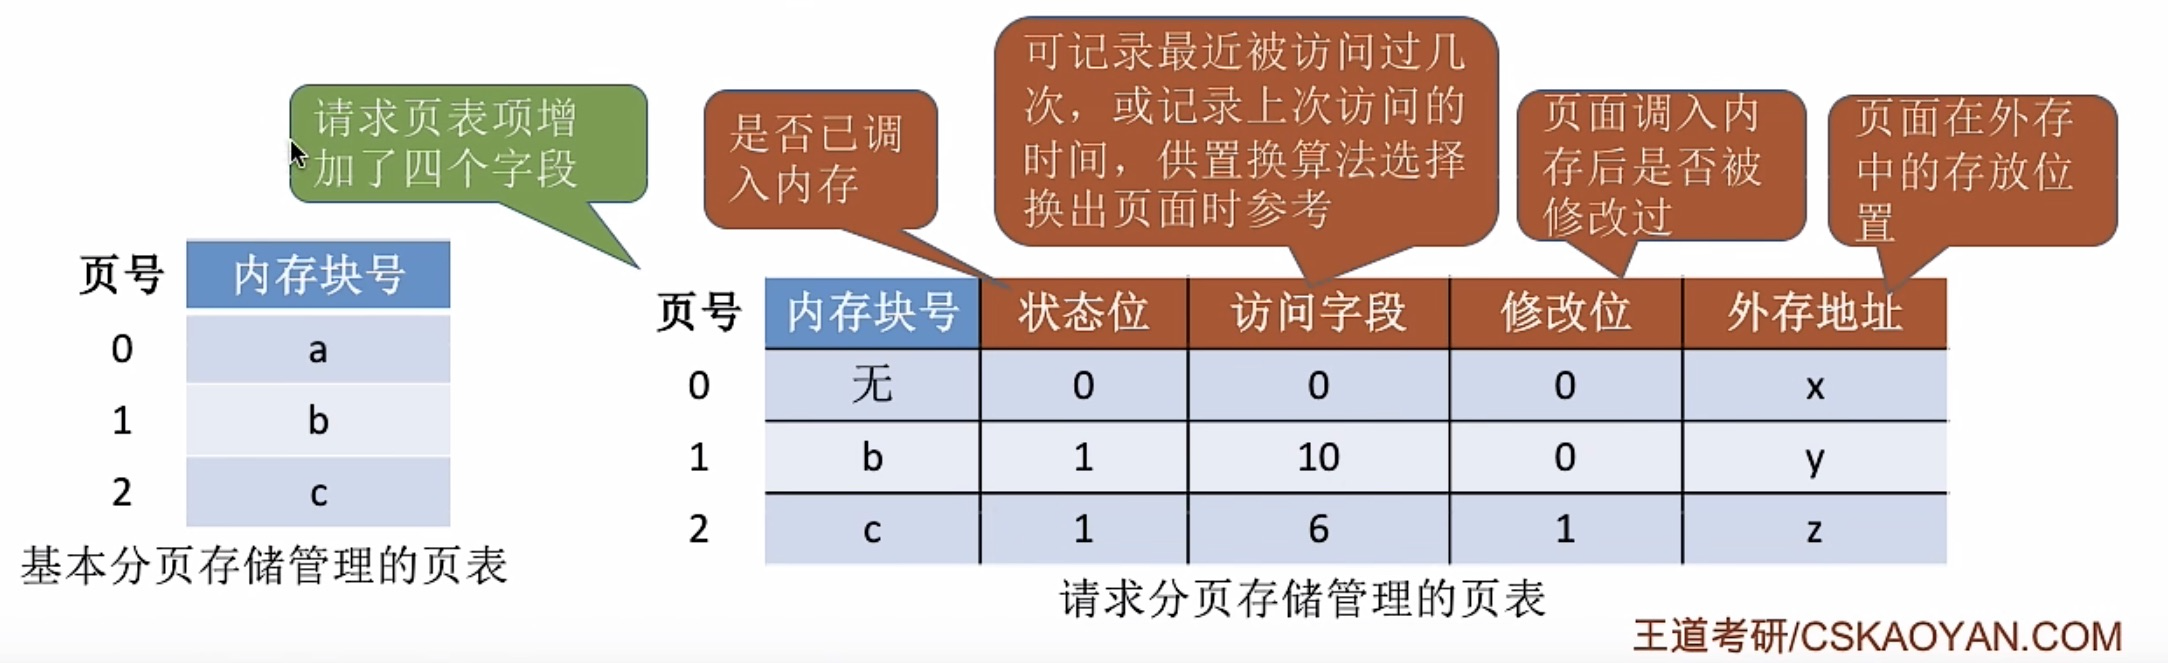 请求页表项增
加了四个字段
是否已调
入内存
可记录最近被访问过几
次，或记录上次访问的
时间，供置换算法选择
换出页面时参考
页面调入内
存后是否被
修改过
页面在外存
中的存放位
置
页号 内存块号
0 a
1 b
2 c
基本分页存储管理的页表
页号 内存块号 状态位 访问字段 修改位 外存地址
0 无 0 0 0 x
1 b 1 10 0 y
2 c 1 6 1 z
请求分页存储管理的页表
王道考研/CSKAOYAN.COM